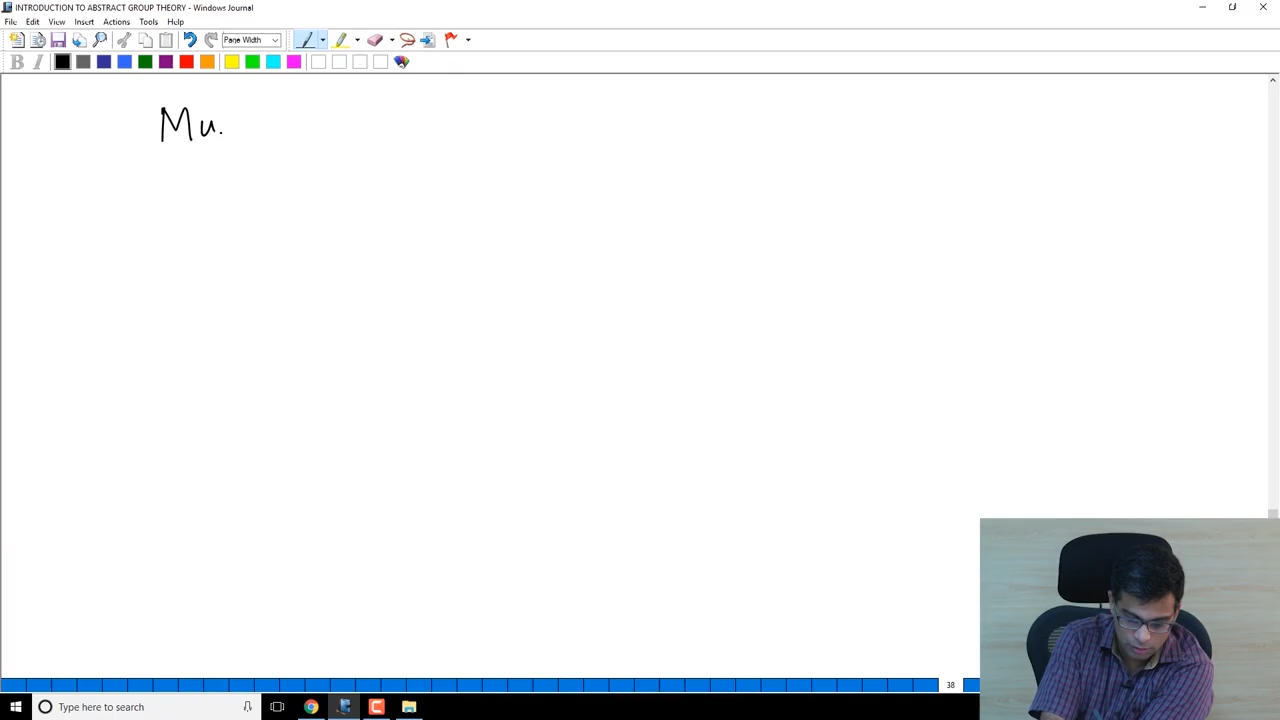 INTRODUCTION TO ABSTRACT GROUP THEORY - Windows Journal
File Edit View Insert Actions Tools Help
Page Width
B I
Mu.
38
Type here to search